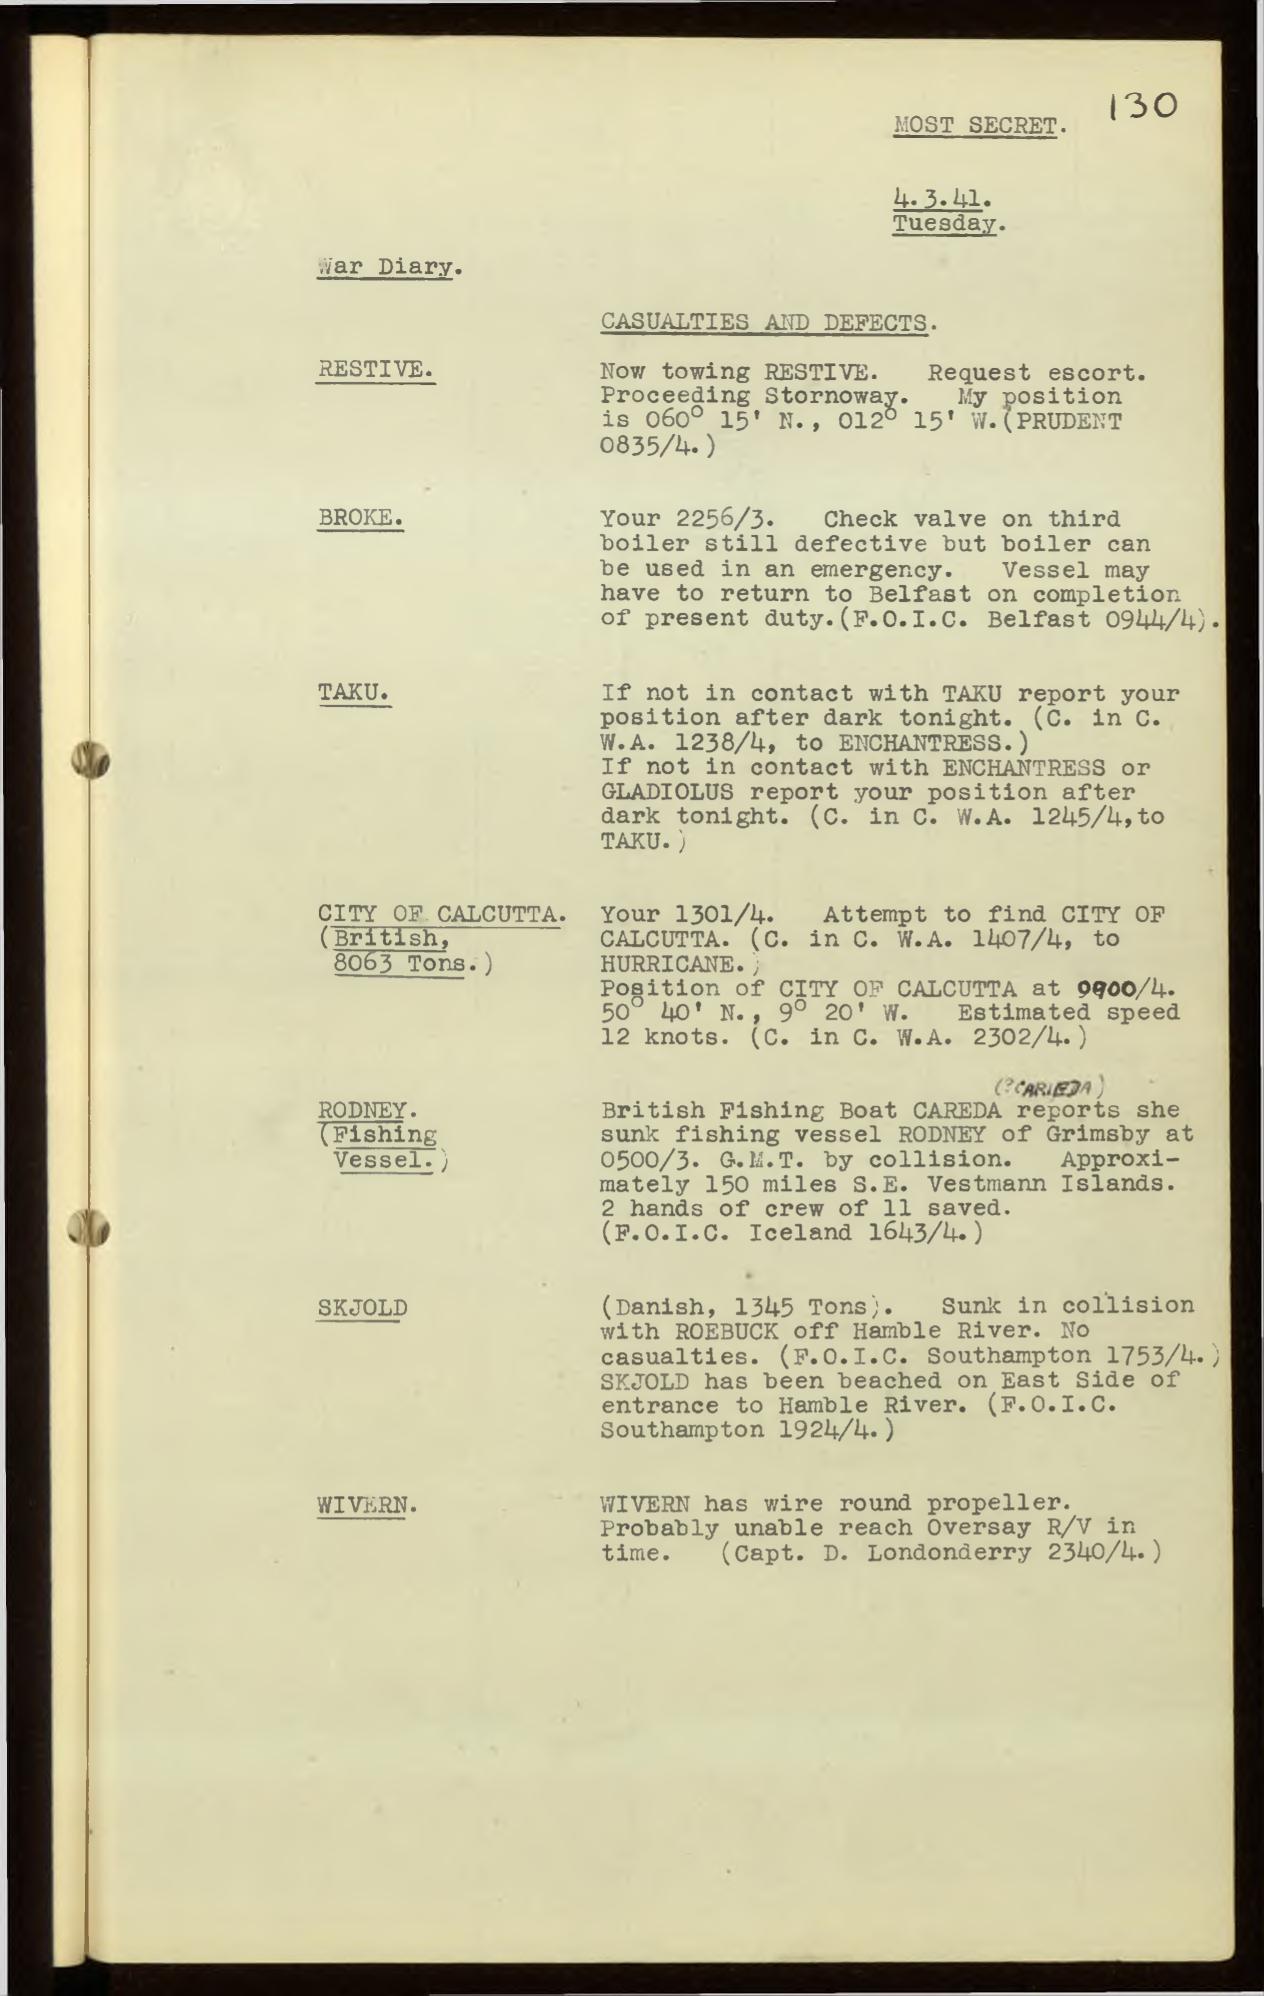 130
MOST SECRET.
4.3.41.
Tuesday.
War Diary.
CASUALTIES AND DEFECTS.
RESTIVE.
Now towing RESTIVE. Request escort.
Proceeding Stornoway. My position
is 060° 15' N., 012° 15' W.(PRUDENT
0835/4.)
BROKE.
Your 2256/3. Check valve on third
boiler still defective but boiler can
be used in an emergency. Vessel may
have to return to Belfast on completion
of present duty.(F.O.I.C. Belfast 0944/4).
TAKU.
If not in contact with TAKU report your
position after dark tonight. (C. in C.
W.A. 1238/4, to ENCHANTRESS.)
If not in contact with ENCHANTRESS or
GLADIOLUS report your position after
dark tonight. (C. in C. W.A. 1245/4,to
TAKU.)
CITY OF CALCUTTA.
(British,
8063 Tons.)
Your 1301/4. Attempt to find CITY OF
CALCUTTA. (C. in C. W.A. 1407/4, to
HURRICANE.)
Position of CITY OF CALCUTTA at 0900/4.
50° 40' N., 9° 20' W. Estimated speed
12 knots. (C. in C. W.A. 2302/4.)
RODNEY.
(Fishing
Vessel.)
(?CARIEDA)
British Fishing Boat CAREDA reports she
sunk fishing vessel RODNEY of Grimsby at
0500/3. G.M.T. by collision. Approxi-
mately 150 miles S.E. Vestmann Islands.
2 hands of crew of 11 saved.
(F.O.I.C. Iceland 1643/4.)
SKJOLD
(Danish, 1345 Tons). Sunk in collision
with ROEBUCK off Hamble River. No
casualties. (F.O.I.C. Southampton 1753/4.)
SKJOLD has been beached on East Side of
entrance to Hamble River. (F.O.I.C.
Southampton 1924/4.)
WIVERN.
WIVERN has wire round propeller.
Probably unable reach Oversay R/V in
time. (Capt. D. Londonderry 2340/4.)